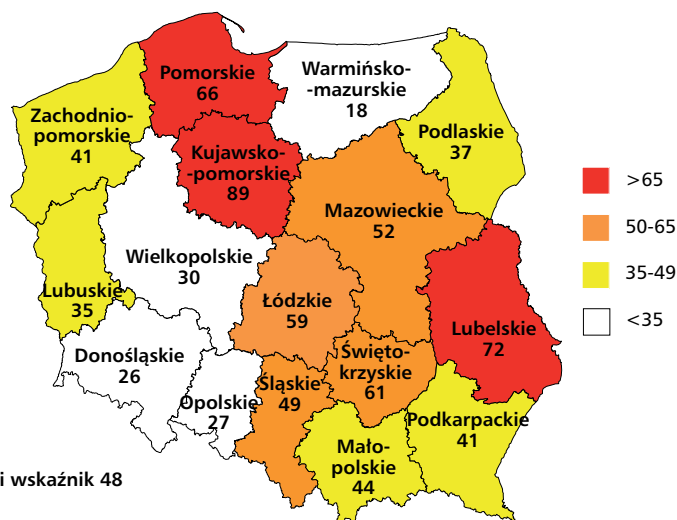 Pomorskie
66
Warmińsko-
-mazurskie
18
Zachodnio-
pomorskie
41
Podlaskie
37
Kujawsko-
-pomorskie
89
Mazowieckie
52
Wielkopolskie
30
Lubuskie
35
Łódzkie
59
Lubelskie
72
Donośląskie
26
Święto-
krzyskie
61
Opolskie
27
Śląskie
49
Mało-
polskie
44
Podkarpackie
41
i wskaźnik 48
>65
50-65
35-49
<35